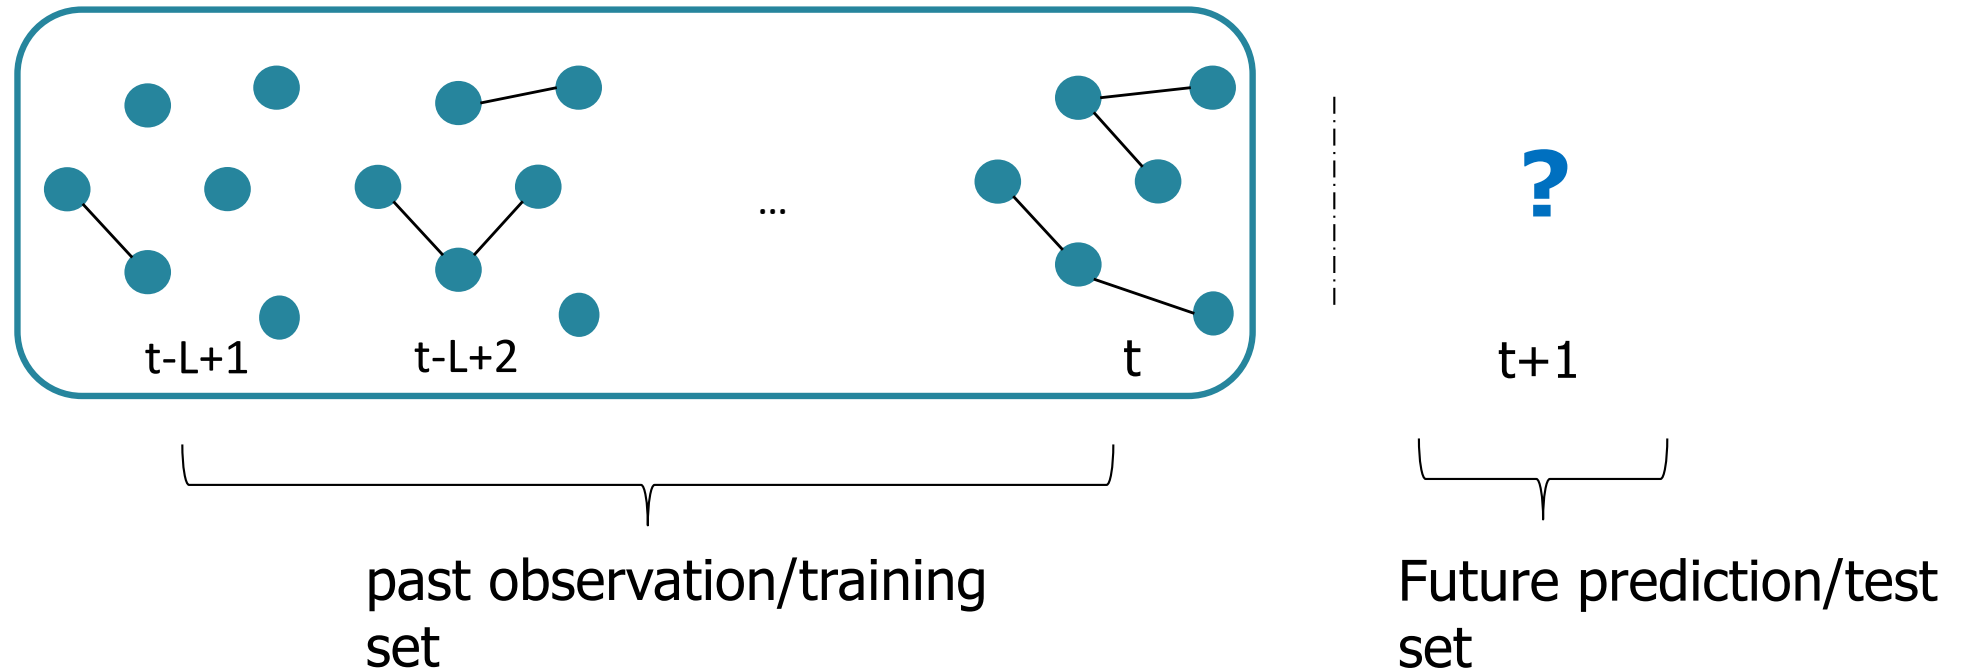 ...
?
t-L+1
t-L+2
t
t+1
past observation/training
set
Future prediction/test
set